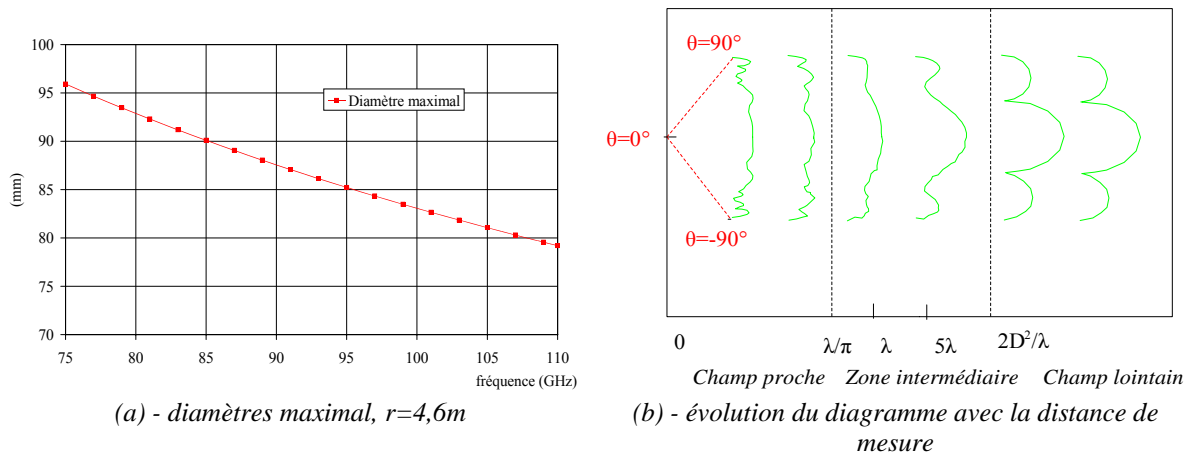 100
95
90
85
80
75
70
(mm)
Diamètre maximal
75 80 85 90 95 100 105 110
fréquence (GHz)
(a) - diamètres maximal, r=4,6m
θ=90°
θ=0°
θ=-90°
0 λ/π λ 5λ 2D²/λ
Champ proche Zone intermédiaire Champ lointain
(b) - évolution du diagramme avec la distance de
mesure